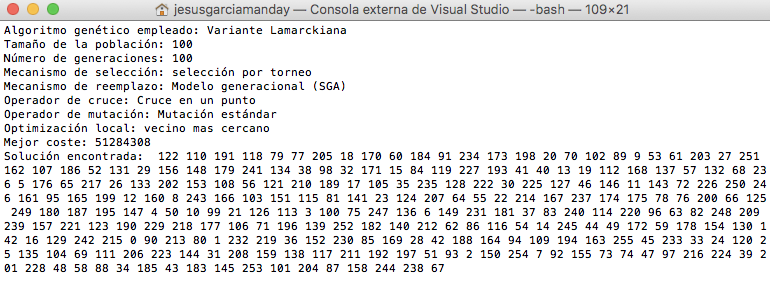 jesusgarciamanday — Consola externa de Visual Studio — -bash — 109×21
Algoritmo genético empleado: Variante Lamarckiana
Tamaño de la población: 100
Número de generaciones: 100
Mecanismo de selección: selección por torneo
Mecanismo de reemplazo: Modelo generacional (SGA)
Operador de cruce: Cruce en un punto
Operador de mutación: Mutación estándar
Optimización local: vecino mas cercano
Mejor coste: 51284308
Solución encontrada:  122 110 191 118 79 77 205 18 170 60 184 91 234 173 198 20 70 102 89 9 53 61 203 27 251
162 107 186 52 131 29 156 148 179 241 134 38 98 32 171 15 84 119 227 193 41 40 13 19 112 168 137 57 132 68 23
6 5 176 65 217 26 133 202 153 108 56 121 210 189 17 105 35 235 128 222 30 225 127 46 146 11 143 72 226 250 24
6 161 95 165 199 12 160 8 243 166 103 151 115 81 141 23 124 207 64 55 22 214 167 237 174 175 78 76 200 66 125
249 180 187 195 147 4 50 10 99 21 126 113 3 100 75 247 136 6 149 231 181 37 83 240 114 220 96 63 82 248 209
239 157 221 123 190 229 218 177 106 71 196 139 252 182 140 212 62 86 116 54 14 245 44 49 172 59 178 154 130 1
42 16 129 242 215 0 90 213 80 1 232 219 36 152 230 85 169 28 42 188 164 94 109 194 163 255 45 233 33 24 120 2
5 135 104 69 111 206 223 144 31 208 159 138 117 211 192 197 51 93 2 150 254 7 92 155 73 74 47 97 216 224 39 2
01 228 48 58 88 34 185 43 183 145 253 101 204 87 158 244 238 67